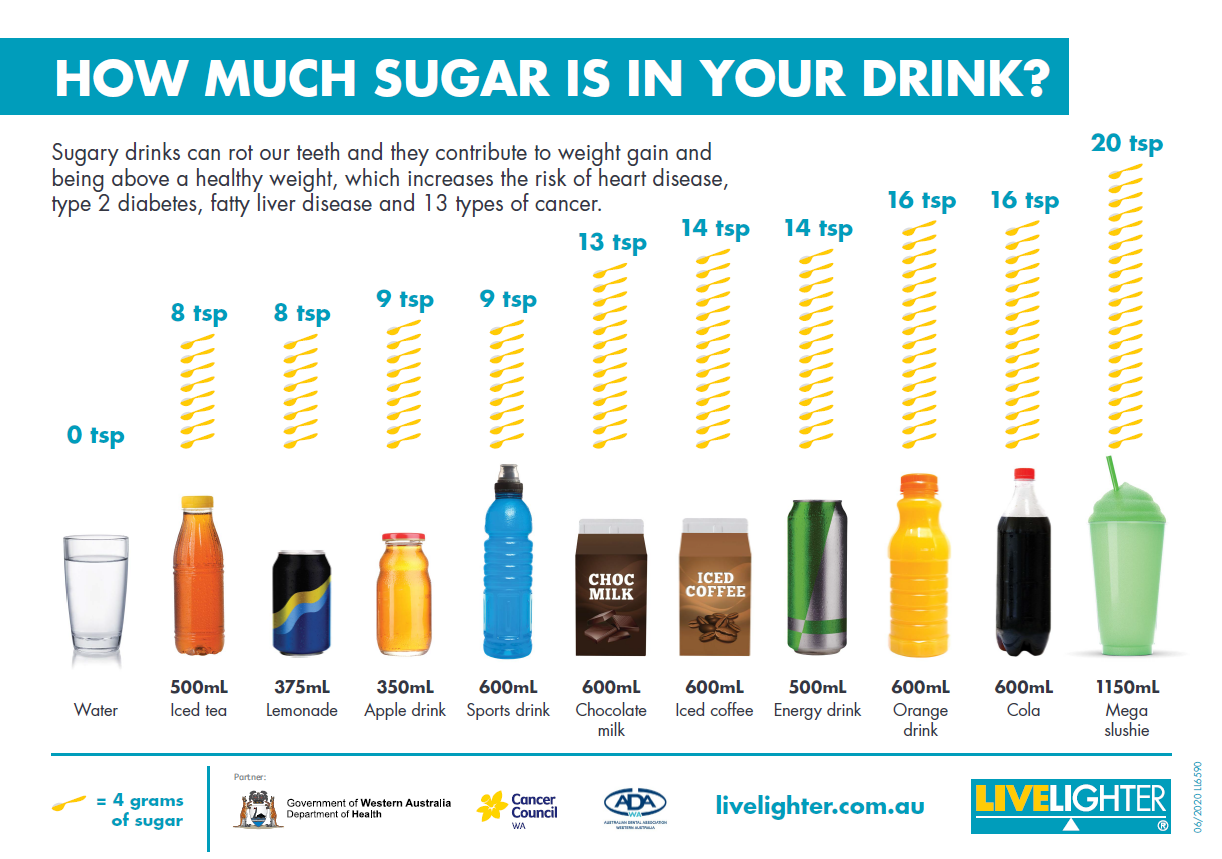 HOW MUCH SUGAR IS IN YOUR DRINK?
Sugary drinks can rot our teeth and they contribute to weight gain and
being above a healthy weight, which increases the risk of heart disease,
type 2 diabetes, fatty liver disease and 13 types of cancer.
0 tsp
8 tsp
8 tsp
9 tsp
9 tsp
13 tsp
14 tsp
14 tsp
16 tsp
16 tsp
20 tsp
CHOC
MILK
ICED
COFFEE
Water
500mL
Iced tea
375mL
Lemonade
350mL
Apple drink
600mL
Sports drink
600mL
Chocolate
milk
600mL
Iced coffee
500mL
Energy drink
600mL
Orange
drink
600mL
Cola
1150mL
Mega
slushie
= 4 grams
of sugar
Partner:
Government of Western Australia
Department of Health
Cancer
Council
WA
ADA
WA
AUSTRALIAN DENTAL ASSOCIATION
WESTERN AUSTRALIA
livelighter.com.au
LIVELIGHTER
®
06/2020 LL6590